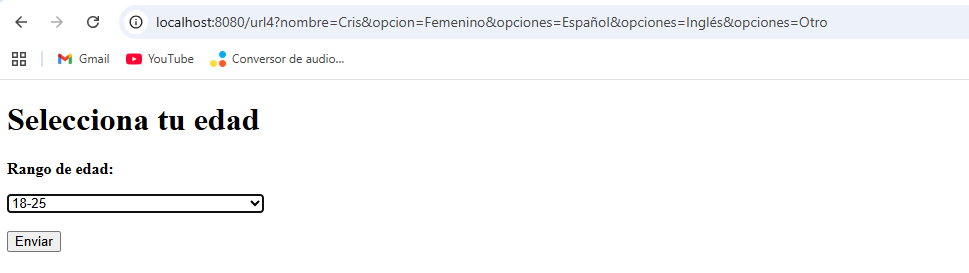 localhost:8080/url4?nombre=Cris&opcion=Femenino&opciones=Español&opciones=Inglés&opciones=Otro
Gmail YouTube Conversor de audio...
Selecciona tu edad
Rango de edad:
18-25
Enviar